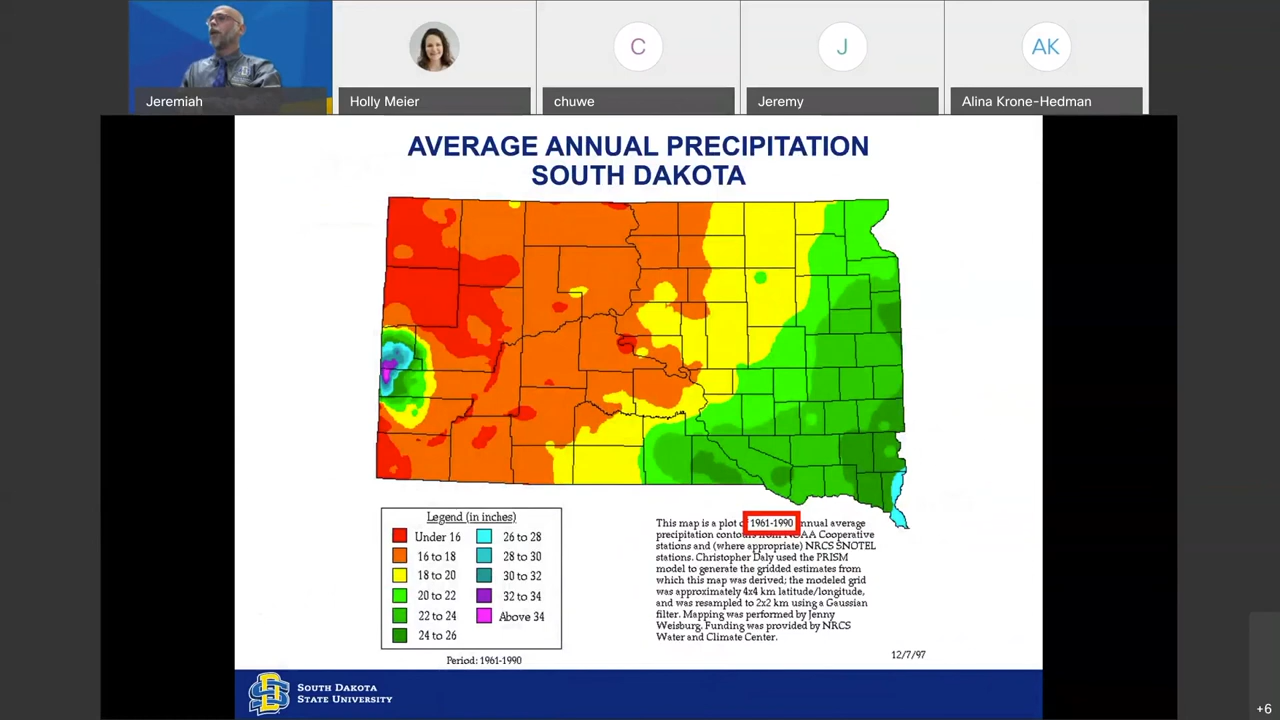 Jeremiah
Holly Meier
C
chuwe
J
Jeremy
AK
Alina Krone-Hedman
AVERAGE ANNUAL PRECIPITATION
SOUTH DAKOTA
Legend (in inches)
Under 16
16 to 18
18 to 20
20 to 22
22 to 24
24 to 26
26 to 28
28 to 30
30 to 32
32 to 34
Above 34
Period: 1961-1990
This map is a plot 1961-1990 annual average
precipitation contours from NOAA Cooperative
stations and (where appropriate) NRCS SNOTEL
stations. Christopher Daly used the PRISM
model to generate the gridded estimates from
which this map was derived; the modeled grid
was approximately 4x4 km latitude/longitude,
and was resampled to 2x2 km using a Gaussian
filter. Mapping was performed by Jenny
Weisburg. Funding was provided by NRCS
Water and Climate Center.
12/7/97
SOUTH DAKOTA
STATE UNIVERSITY
+6